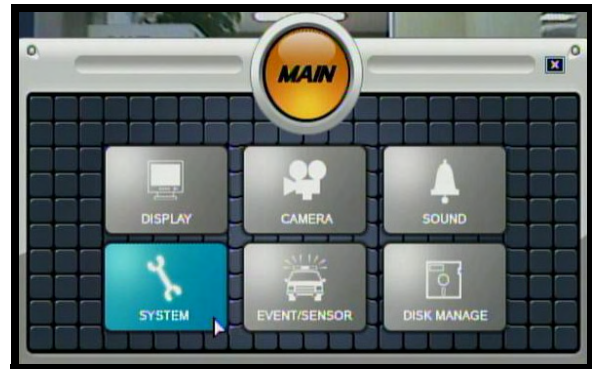 MAIN
DISPLAY
CAMERA
SOUND
SYSTEM
EVENT/SENSOR
DISK MANAGE